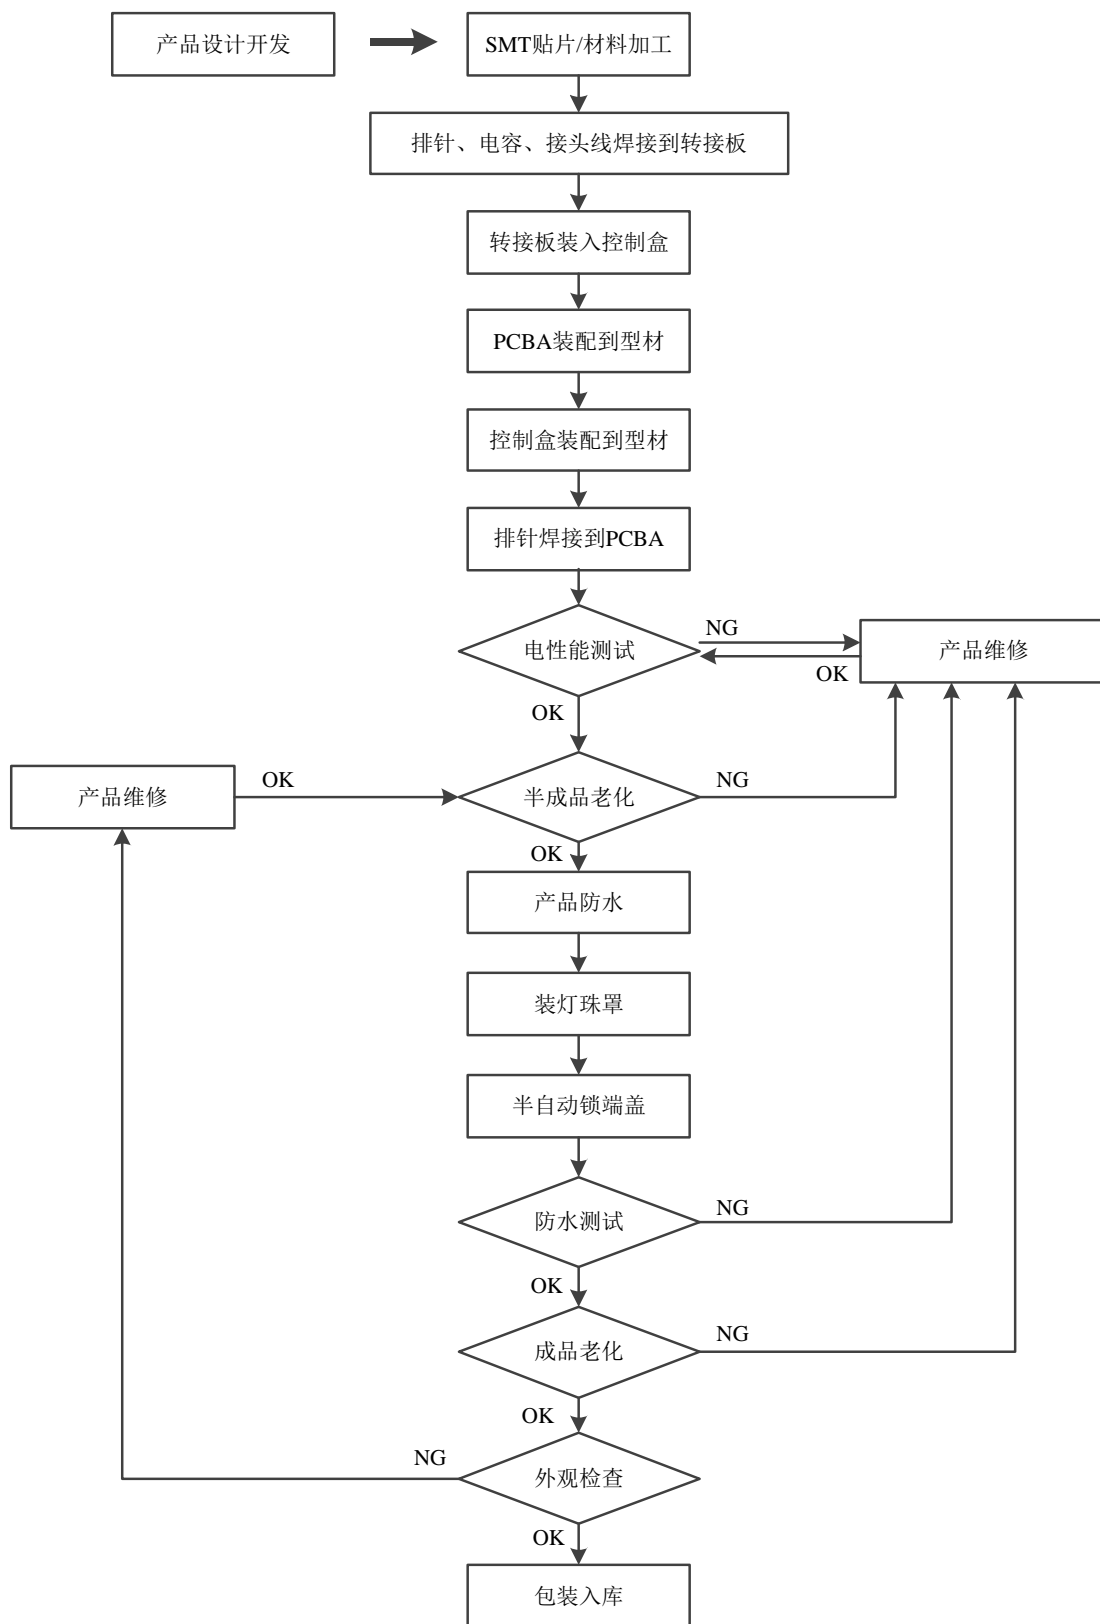 产品设计开发
SMT贴片/材料加工
排针、电容、接头线焊接到转接板
转接板装入控制盒
PCBA装配到型材
控制盒装配到型材
排针焊接到PCBA
电性能测试
NG
OK
产品维修
OK
产品维修
OK
半成品老化
NG
OK
产品防水
装灯珠罩
半自动锁端盖
防水测试
NG
OK
成品老化
NG
OK
NG
外观检查
OK
包装入库